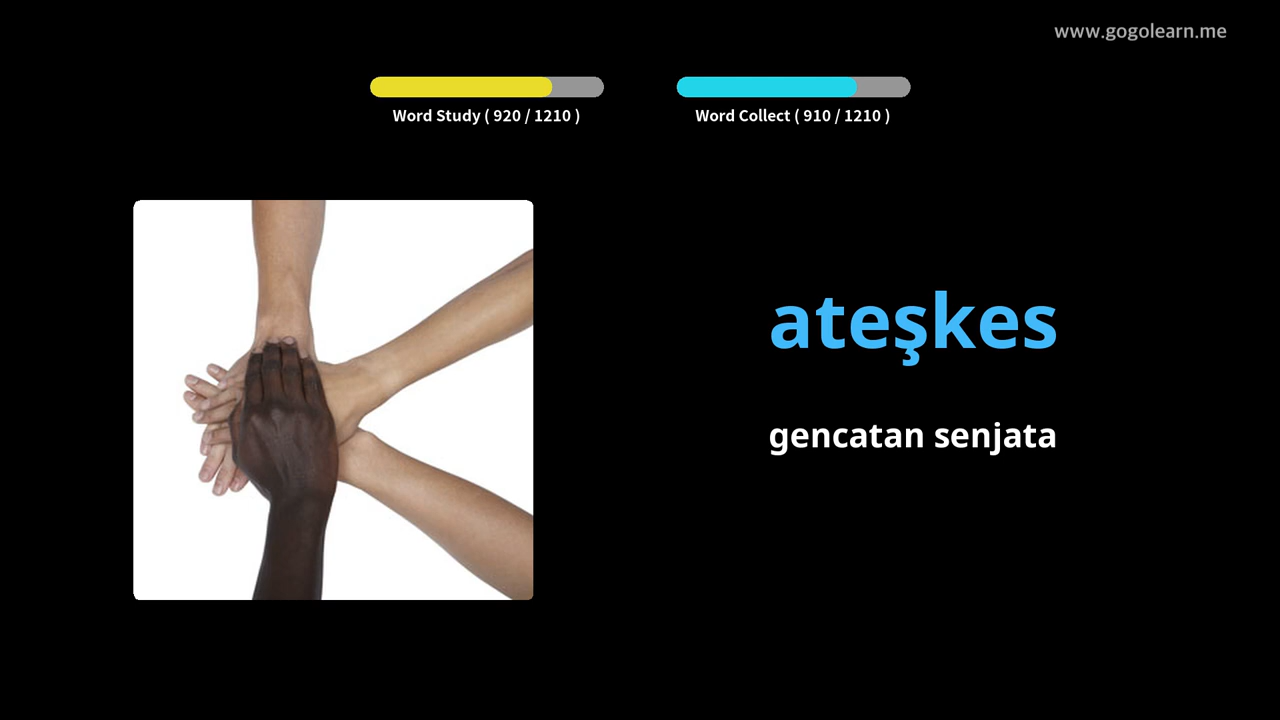 www.gogolearn.me
Word Study ( 920 / 1210 )
Word Collect ( 910 / 1210 )
ateşkes
gencatan senjata